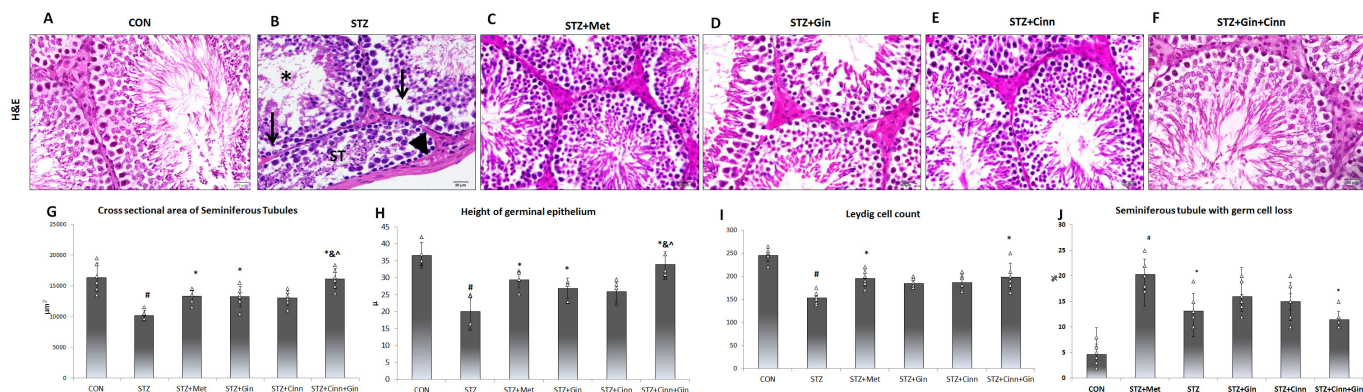 A CON
B STZ
C STZ+Met
D STZ+Gin
E STZ+Cinn
F STZ+Gin+Cinn
H&E
*
ST
20 µm
G Cross sectional area of Seminiferous Tubules
25000
20000
15000
10000
5000
0
µm²
#
*
*
*&^
CON STZ STZ+Met STZ+Gin STZ+Cinn STZ+Cinn+Gin
H Height of germinal epithelium
45
40
35
30
25
20
15
10
5
0
µ
#
*
*
*&^
CON STZ STZ+Met STZ+Gin STZ+Cinn STZ+Cinn+Gin
I Leydig cell count
300
250
200
150
100
50
0
#
*
*
CON STZ STZ+Met STZ+Gin STZ+Cinn STZ+Cinn+Gin
J Seminiferous tubule with germ cell loss
30
25
20
15
10
5
0
%
#
*
*
CON STZ+Met STZ STZ+Gin STZ+Cinn STZ+Cinn+Gin